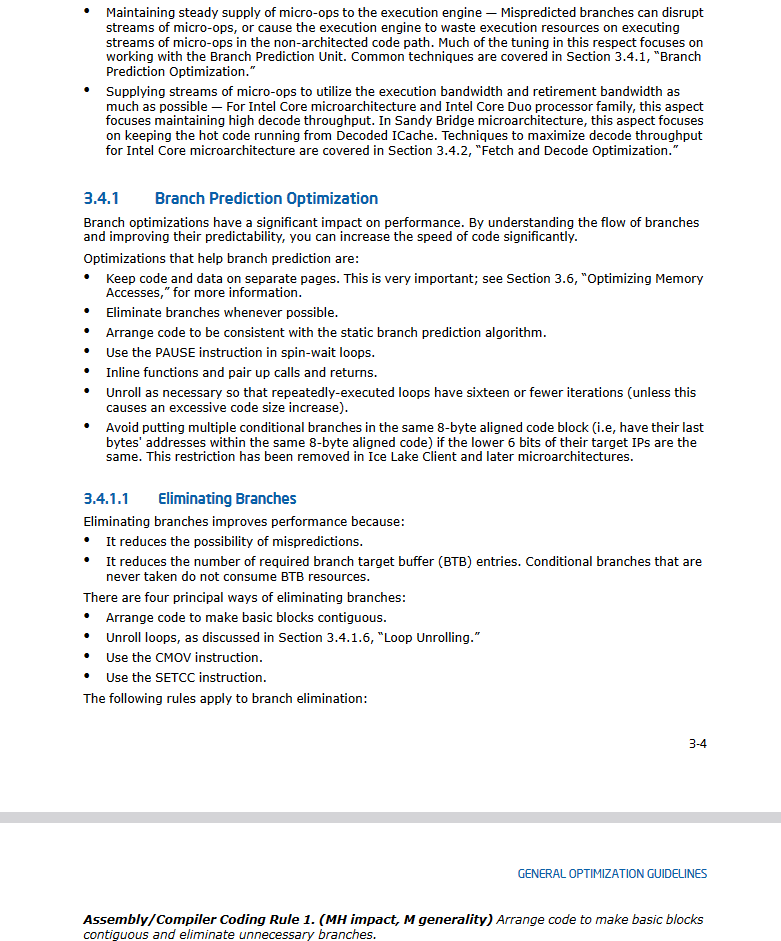 • Maintaining steady supply of micro-ops to the execution engine — Mispredicted branches can disrupt
streams of micro-ops, or cause the execution engine to waste execution resources on executing
streams of micro-ops in the non-architected code path. Much of the tuning in this respect focuses on
working with the Branch Prediction Unit. Common techniques are covered in Section 3.4.1, “Branch
Prediction Optimization.”
• Supplying streams of micro-ops to utilize the execution bandwidth and retirement bandwidth as
much as possible — For Intel Core microarchitecture and Intel Core Duo processor family, this aspect
focuses maintaining high decode throughput. In Sandy Bridge microarchitecture, this aspect focuses
on keeping the hot code running from Decoded ICache. Techniques to maximize decode throughput
for Intel Core microarchitecture are covered in Section 3.4.2, “Fetch and Decode Optimization.”
3.4.1 Branch Prediction Optimization
Branch optimizations have a significant impact on performance. By understanding the flow of branches
and improving their predictability, you can increase the speed of code significantly.
Optimizations that help branch prediction are:
• Keep code and data on separate pages. This is very important; see Section 3.6, “Optimizing Memory
Accesses,” for more information.
• Eliminate branches whenever possible.
• Arrange code to be consistent with the static branch prediction algorithm.
• Use the PAUSE instruction in spin-wait loops.
• Inline functions and pair up calls and returns.
• Unroll as necessary so that repeatedly-executed loops have sixteen or fewer iterations (unless this
causes an excessive code size increase).
• Avoid putting multiple conditional branches in the same 8-byte aligned code block (i.e, have their last
bytes' addresses within the same 8-byte aligned code) if the lower 6 bits of their target IPs are the
same. This restriction has been removed in Ice Lake Client and later microarchitectures.
3.4.1.1 Eliminating Branches
Eliminating branches improves performance because:
• It reduces the possibility of mispredictions.
• It reduces the number of required branch target buffer (BTB) entries. Conditional branches that are
never taken do not consume BTB resources.
There are four principal ways of eliminating branches:
• Arrange code to make basic blocks contiguous.
• Unroll loops, as discussed in Section 3.4.1.6, “Loop Unrolling.”
• Use the CMOV instruction.
• Use the SETCC instruction.
The following rules apply to branch elimination:
3-4
GENERAL OPTIMIZATION GUIDELINES
Assembly/Compiler Coding Rule 1. (MH impact, M generality) Arrange code to make basic blocks
contiguous and eliminate unnecessary branches.